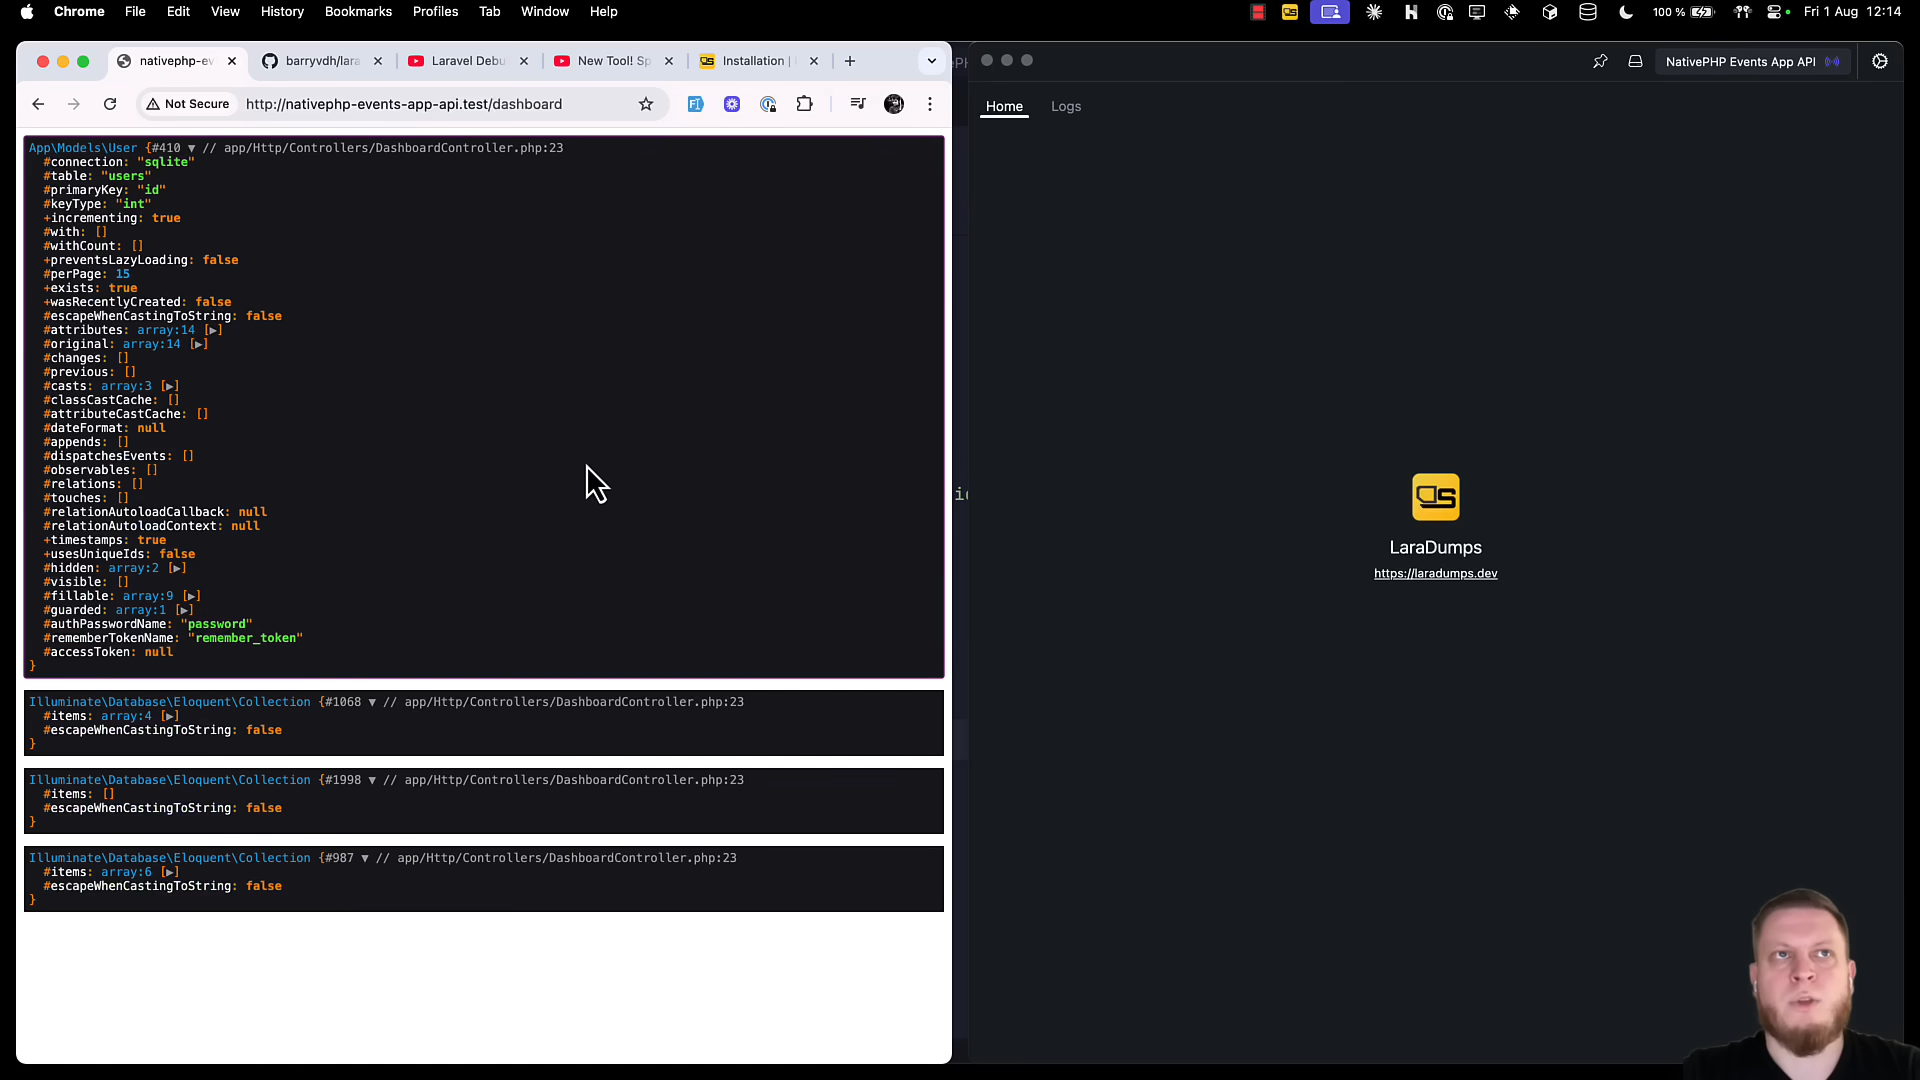 Chrome File Edit View History Bookmarks Profiles Tab Window Help
100 % Fri 1 Aug 12:14
nativephp-ev
barryvdh/lara
Laravel Debu
New Tool! Sp
Installation |
Not Secure http://nativephp-events-app-api.test/dashboard
App\Models\User {#410 ▼ // app/Http/Controllers/DashboardController.php:23
#connection: "sqlite"
#table: "users"
#primaryKey: "id"
#keyType: "int"
+incrementing: true
#with: []
#withCount: []
+preventsLazyLoading: false
#perPage: 15
+exists: true
+wasRecentlyCreated: false
#escapeWhenCastingToString: false
#attributes: array:14 [▶]
#original: array:14 [▶]
#changes: []
#previous: []
#casts: array:3 [▶]
#classCastCache: []
#attributeCastCache: []
#dateFormat: null
#appends: []
#dispatchesEvents: []
#observables: []
#relations: []
#touches: []
#relationAutoloadCallback: null
#relationAutoloadContext: null
+timestamps: true
+usesUniqueIds: false
#hidden: array:2 [▶]
#visible: []
#fillable: array:9 [▶]
#guarded: array:1 [▶]
#authPasswordName: "password"
#rememberTokenName: "remember_token"
#accessToken: null
}
Illuminate\Database\Eloquent\Collection {#1068 ▼ // app/Http/Controllers/DashboardController.php:23
#items: array:4 [▶]
#escapeWhenCastingToString: false
}
Illuminate\Database\Eloquent\Collection {#1998 ▼ // app/Http/Controllers/DashboardController.php:23
#items: []
#escapeWhenCastingToString: false
}
Illuminate\Database\Eloquent\Collection {#987 ▼ // app/Http/Controllers/DashboardController.php:23
#items: array:6 [▶]
#escapeWhenCastingToString: false
}
NativePHP Events App API
Home Logs
LaraDumps
https://laradumps.dev